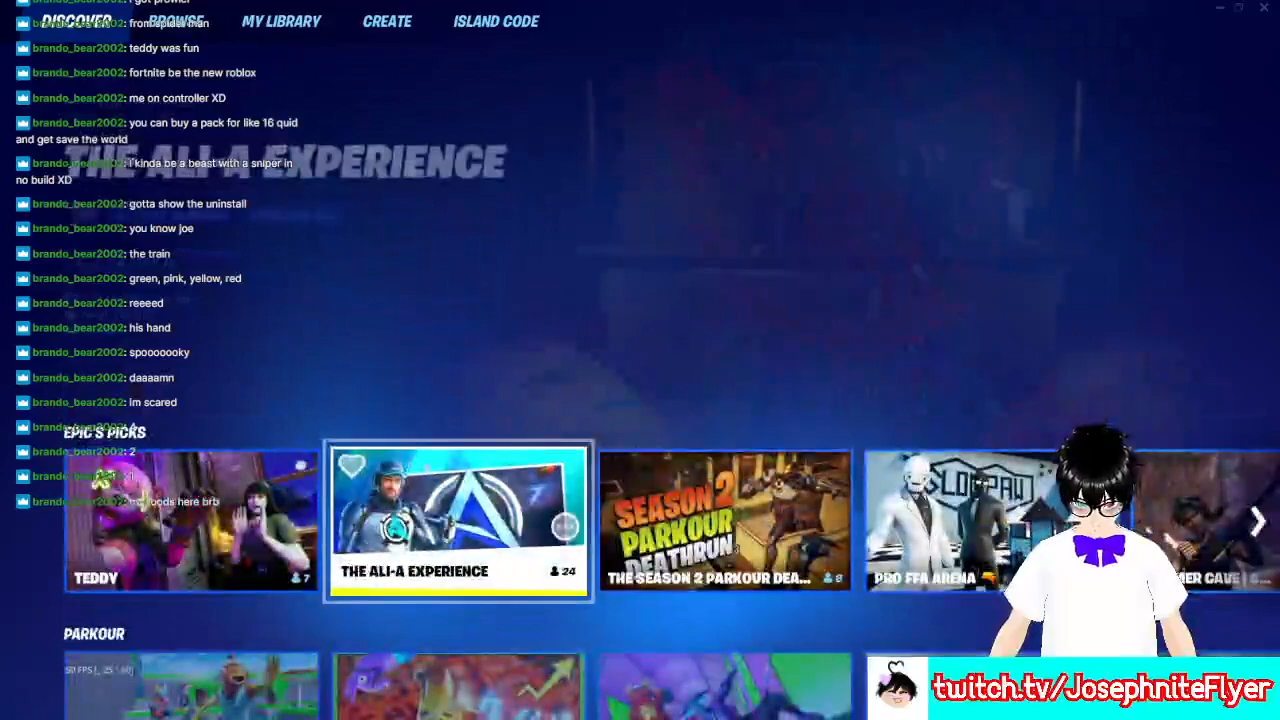 DISCOVER BROWSE MY LIBRARY CREATE ISLAND CODE
brando_bear2002: teddy was fun
brando_bear2002: fortnite be the new roblox
brando_bear2002: me on controller XD
brando_bear2002: you can buy a pack for like 16 quid
and get save the world
brando_bear2002: i kinda be a beast with a sniper in
no build XD
THE ALI-A EXPERIENCE
brando_bear2002: gotta show the uninstall
brando_bear2002: you know joe
brando_bear2002: the train
brando_bear2002: green, pink, yellow, red
brando_bear2002: reeeed
brando_bear2002: his hand
brando_bear2002: spooooooky
brando_bear2002: daaaamn
brando_bear2002: im scared
EPIC'S PICKS
brando_bear2002: 2
TEDDY 7
THE ALI-A EXPERIENCE 24
SEASON 2
PARKOUR
DEATHRUN
THE SEASON 2 PARKOUR DEA...
PRO FFA ARENA
PARKOUR
twitch.tv/JosephniteFlyer